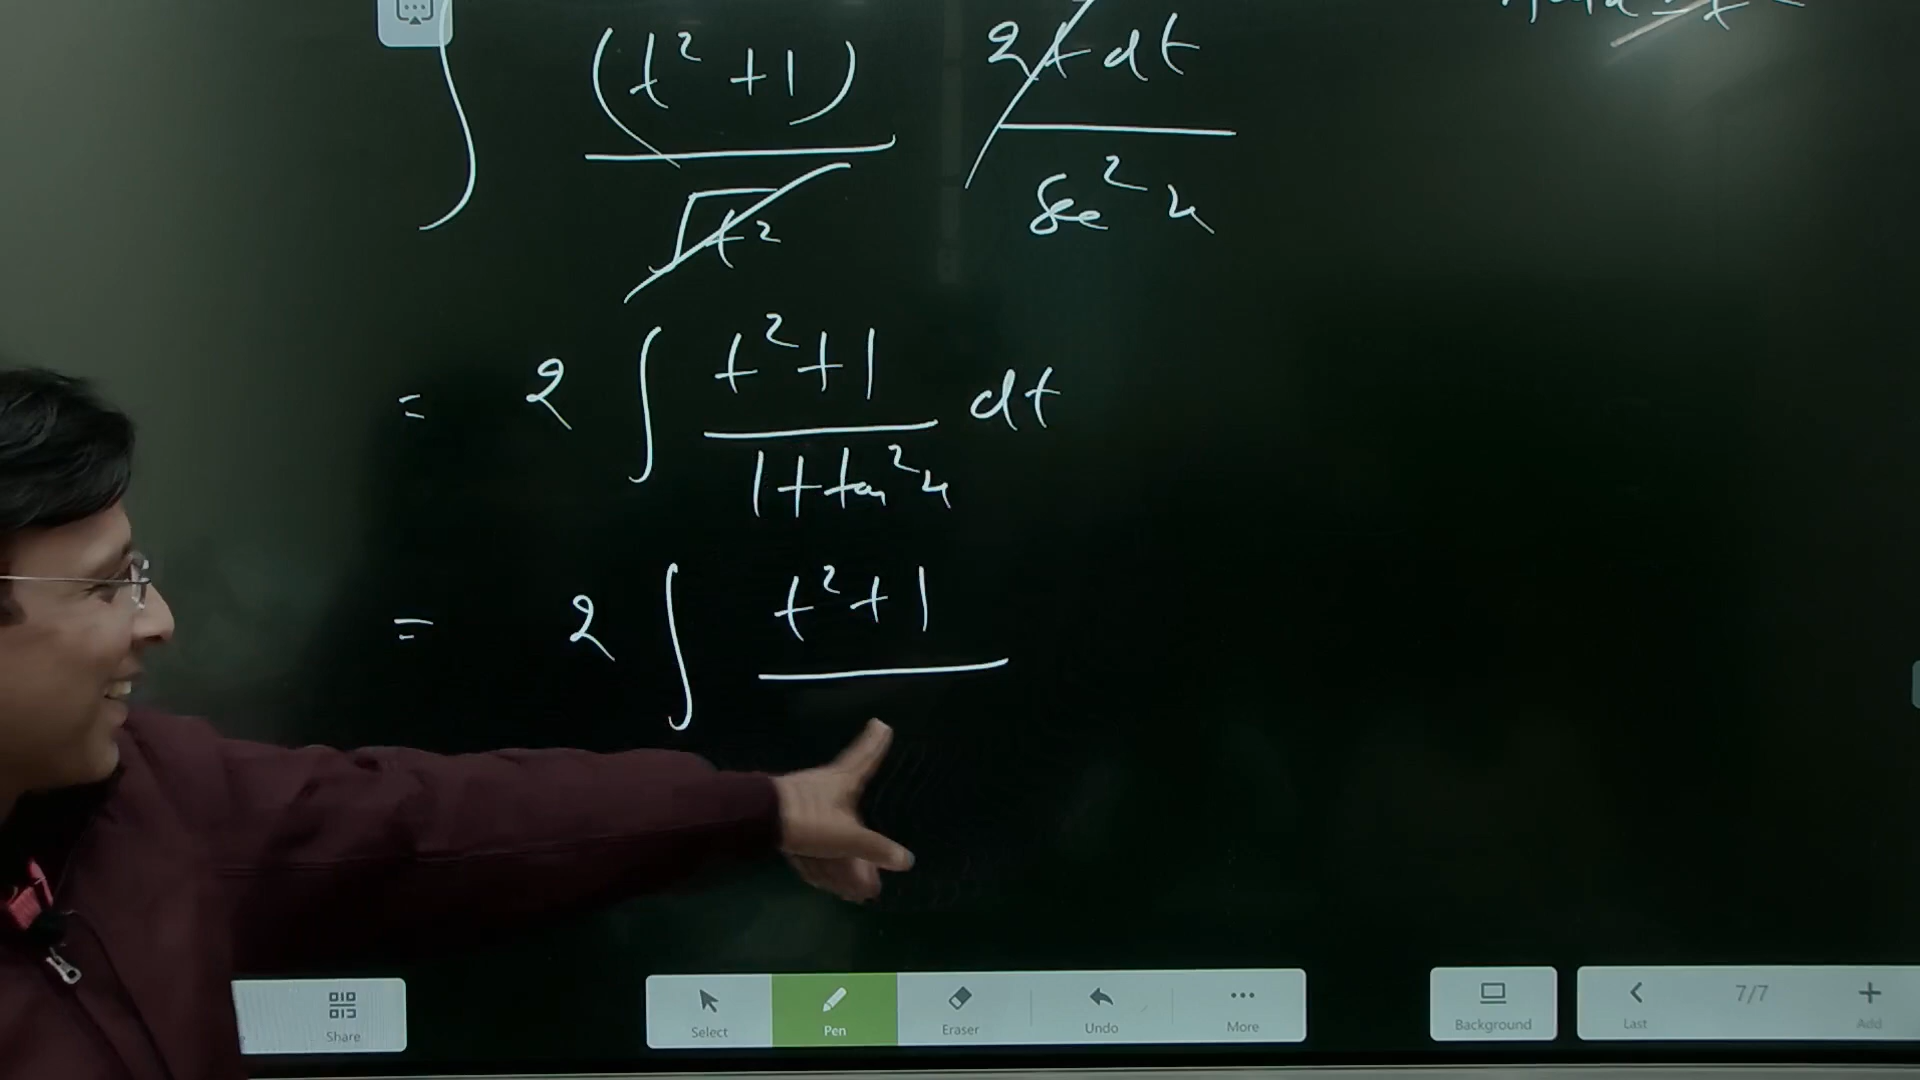 ∫ (t² + 1) / √t² · 2t dt / sec² x
= 2 ∫ (t² + 1) / (1 + tan² x) dt
= 2 ∫ (t² + 1) /
Share
Select
Pen
Eraser
Undo
More
Background
Last
7/7
Add